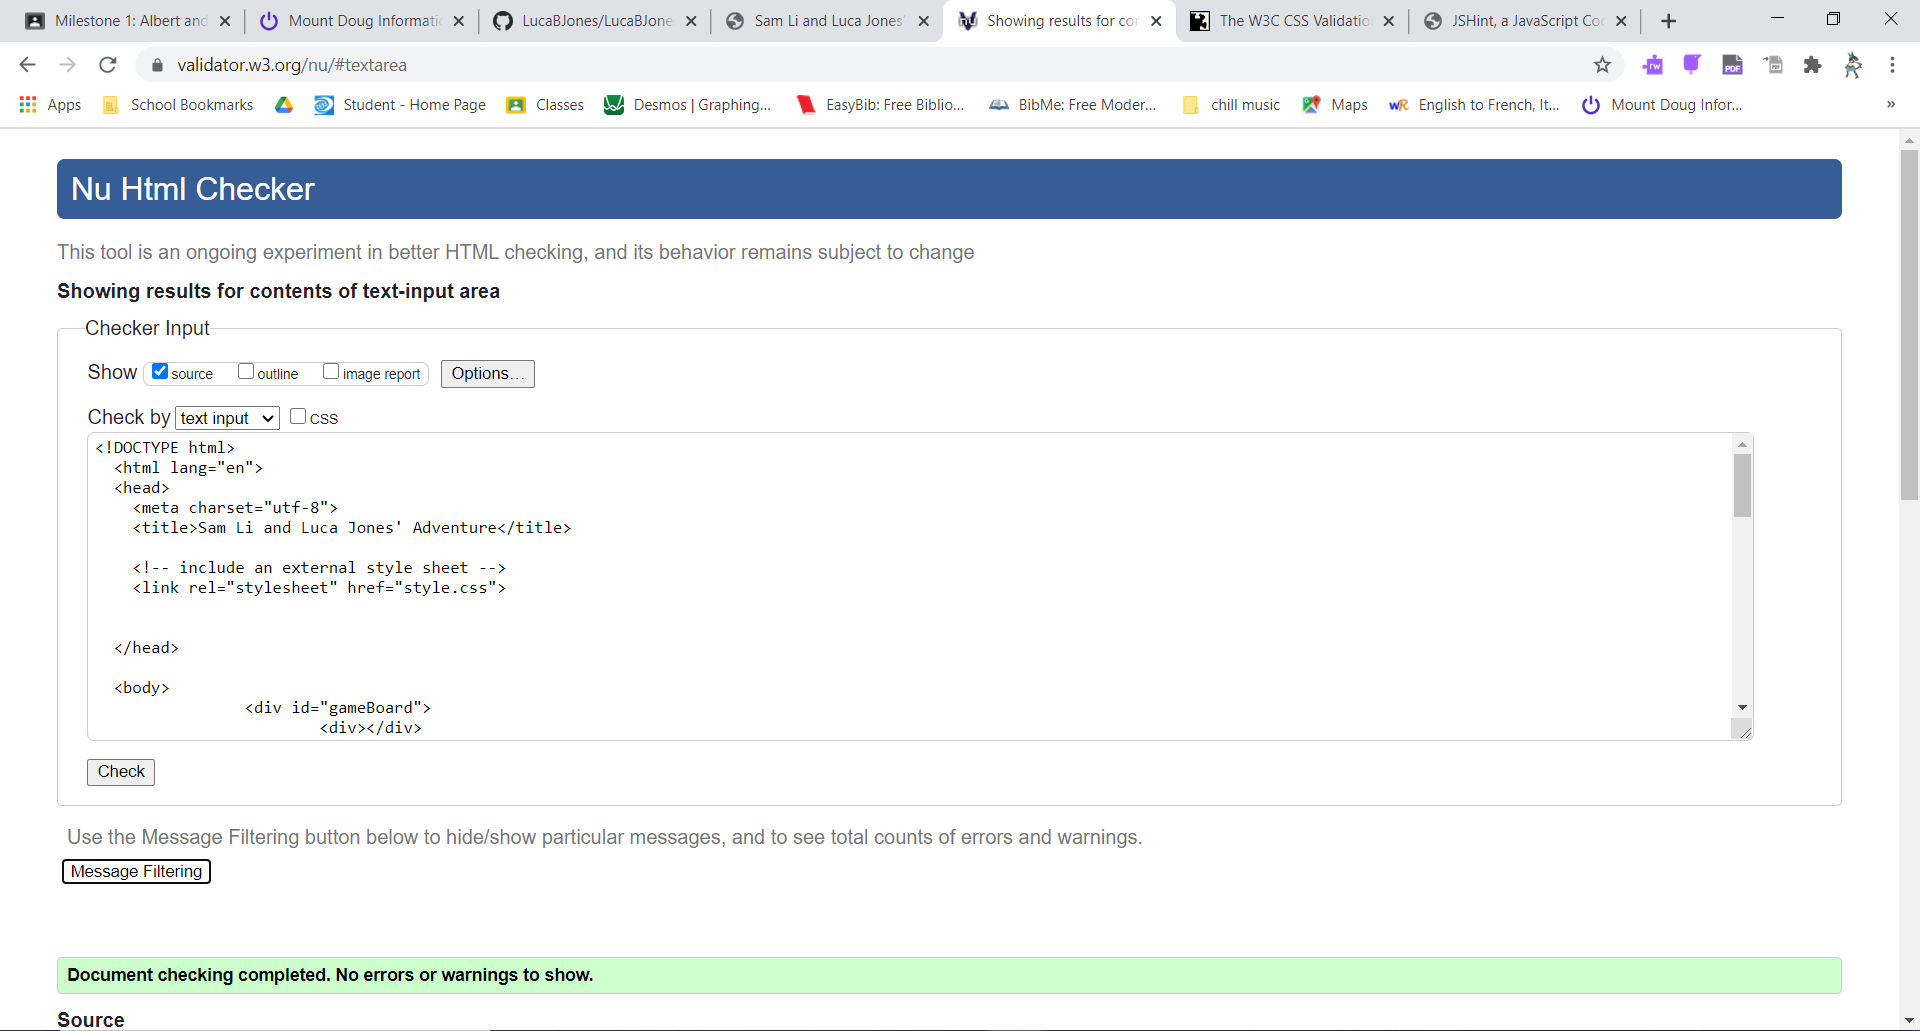 Milestone 1: Albert and
Mount Doug Informatic
LucaBJones/LucaBJone
Sam Li and Luca Jones'
Showing results for con
The W3C CSS Validatio
JSHint, a JavaScript Co
validator.w3.org/nu/#textarea
Apps
School Bookmarks
Student - Home Page
Classes
Desmos | Graphing...
EasyBib: Free Biblio...
BibMe: Free Moder...
chill music
Maps
English to French, It...
Mount Doug Infor...
»
Nu Html Checker
This tool is an ongoing experiment in better HTML checking, and its behavior remains subject to change
Showing results for contents of text-input area
Checker Input
Show source outline image report Options...
Check by text input CSS
<!DOCTYPE html>
<html lang="en">
<head>
<meta charset="utf-8">
<title>Sam Li and Luca Jones' Adventure</title>
<!-- include an external style sheet -->
<link rel="stylesheet" href="style.css">
</head>
<body>
<div id="gameBoard">
<div></div>
Check
Use the Message Filtering button below to hide/show particular messages, and to see total counts of errors and warnings.
Message Filtering
Document checking completed. No errors or warnings to show.
Source